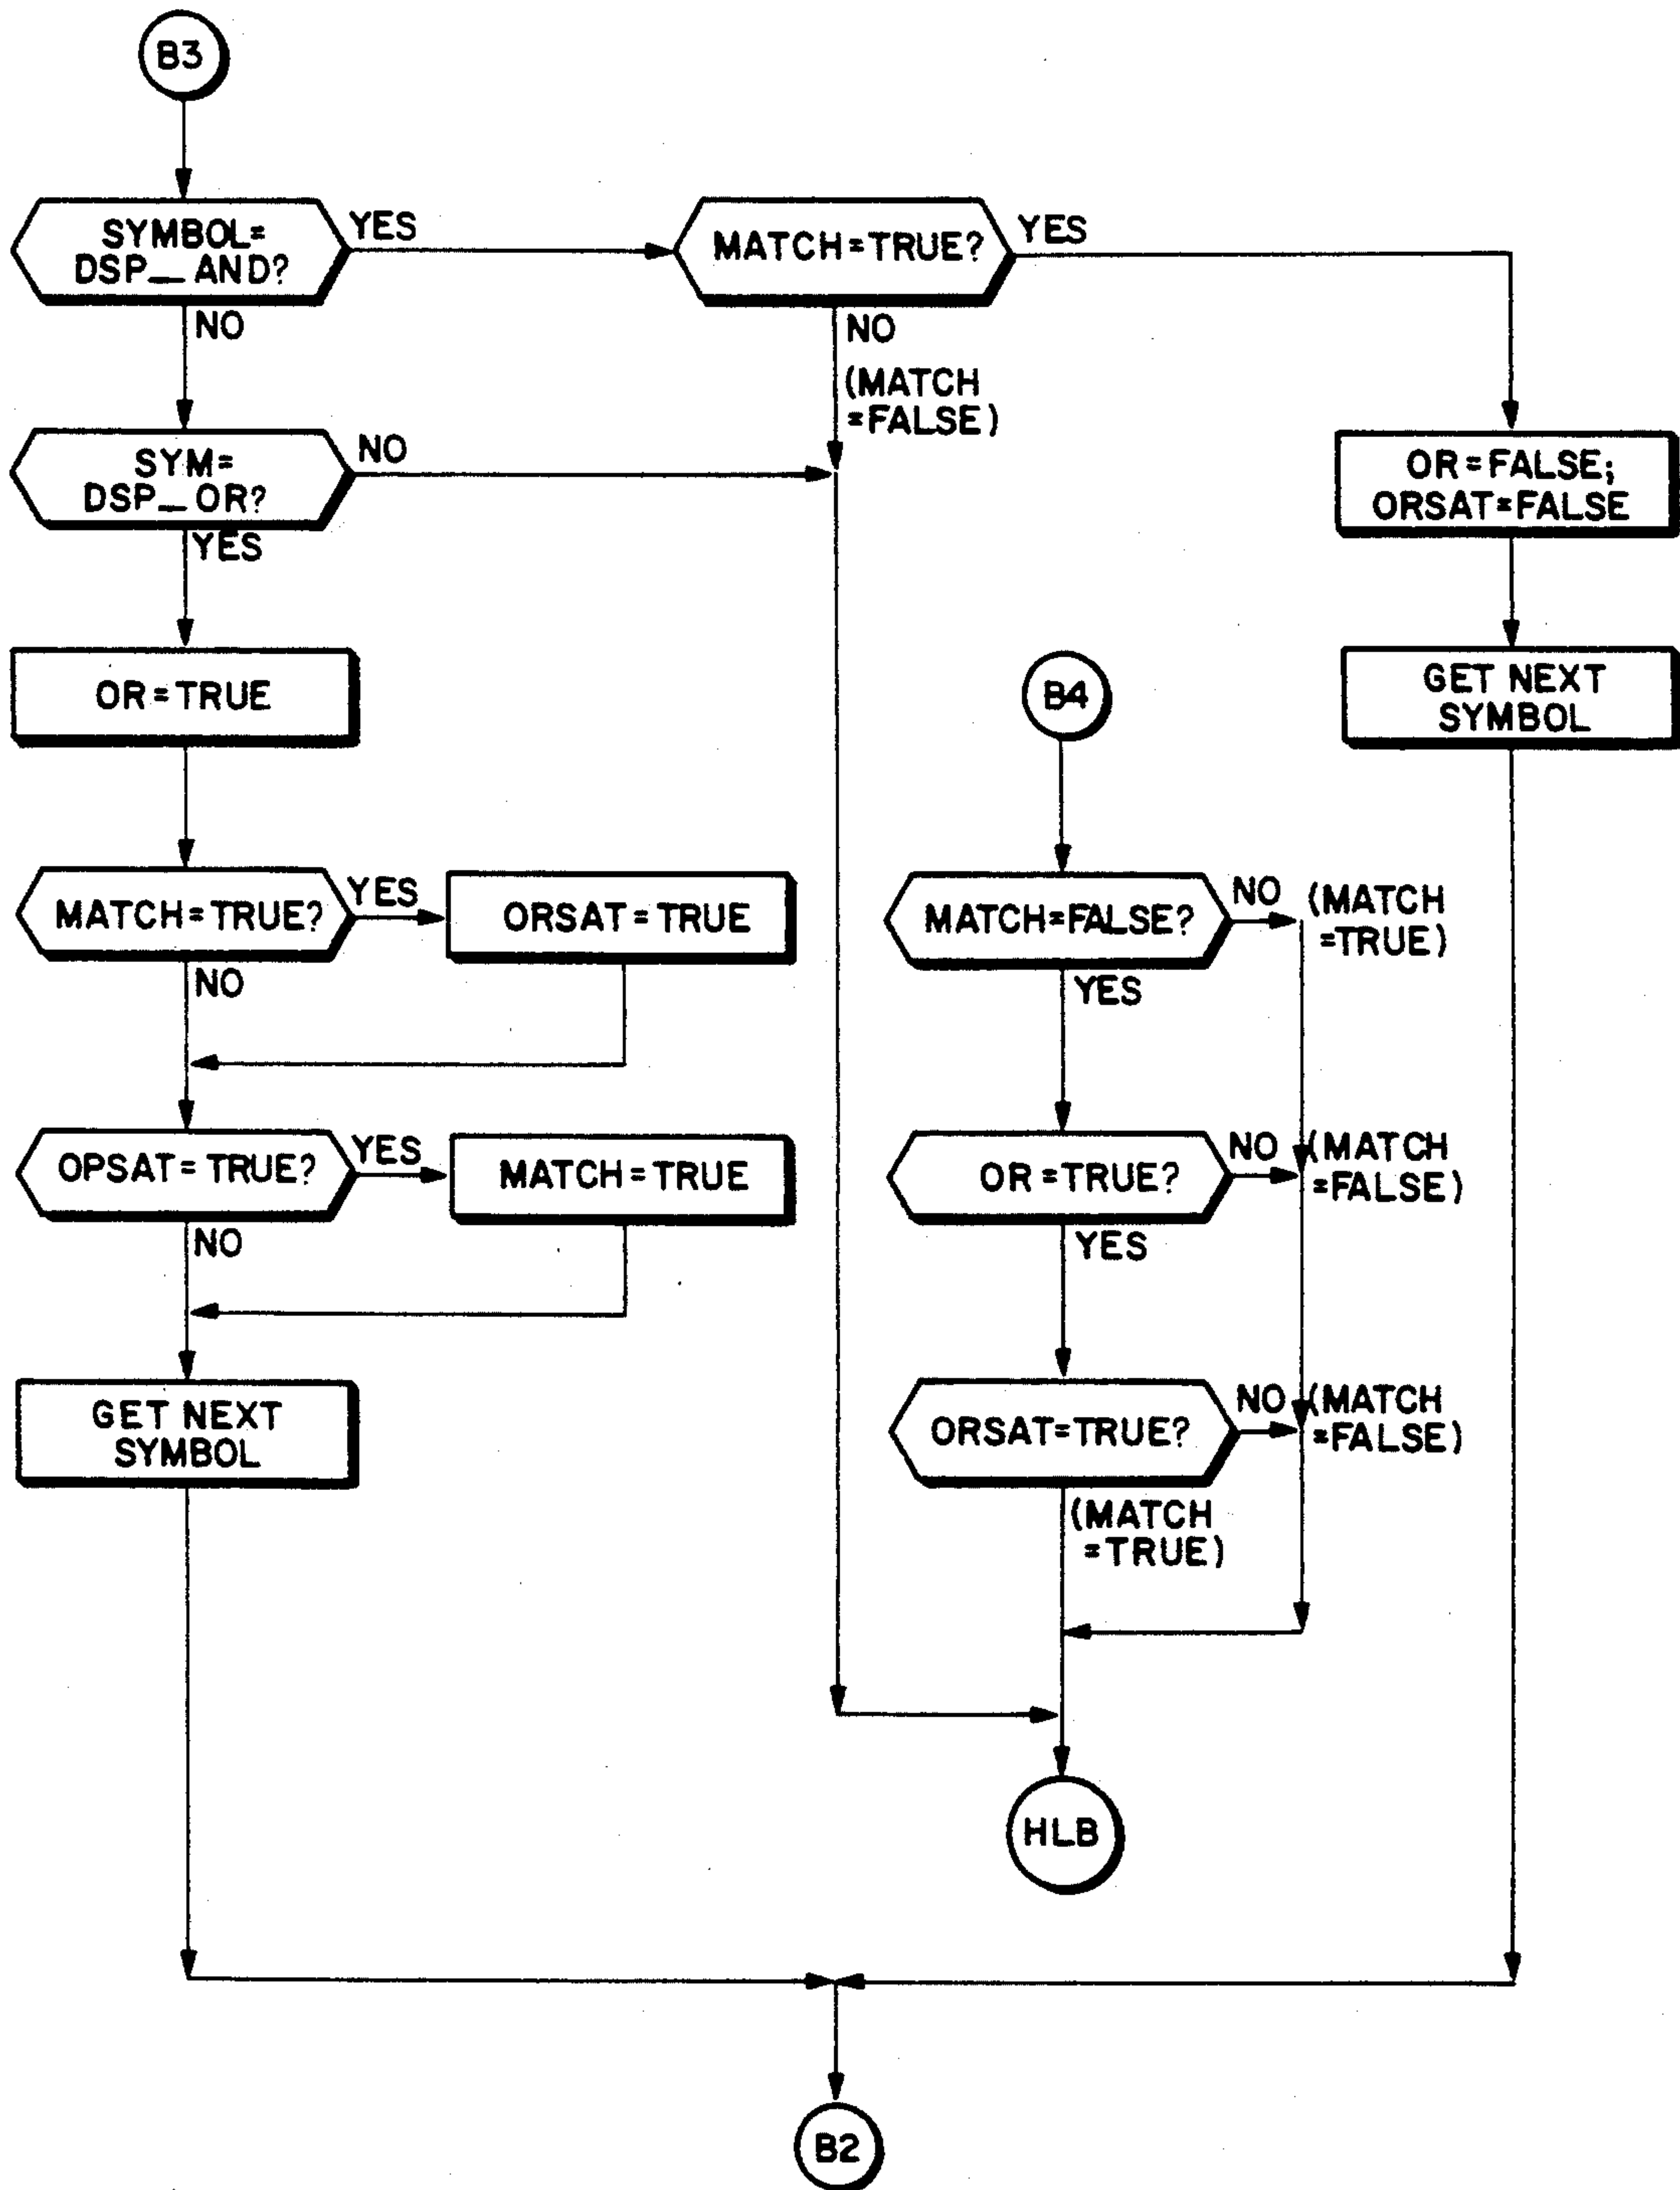 B3
SYMBOL=
DSP_AND?
YES
NO
MATCH=TRUE?
YES
NO
(MATCH
=FALSE)
SYM=
DSP_OR?
NO
YES
OR=FALSE;
ORSAT=FALSE
GET NEXT
SYMBOL
OR=TRUE
MATCH=TRUE?
YES
NO
ORSAT=TRUE
OPSAT=TRUE?
YES
NO
MATCH=TRUE
GET NEXT
SYMBOL
B4
MATCH=FALSE?
NO
(MATCH
=TRUE)
YES
OR=TRUE?
NO
(MATCH
=FALSE)
YES
ORSAT=TRUE?
NO
(MATCH
=FALSE)
(MATCH
=TRUE)
HLB
B2